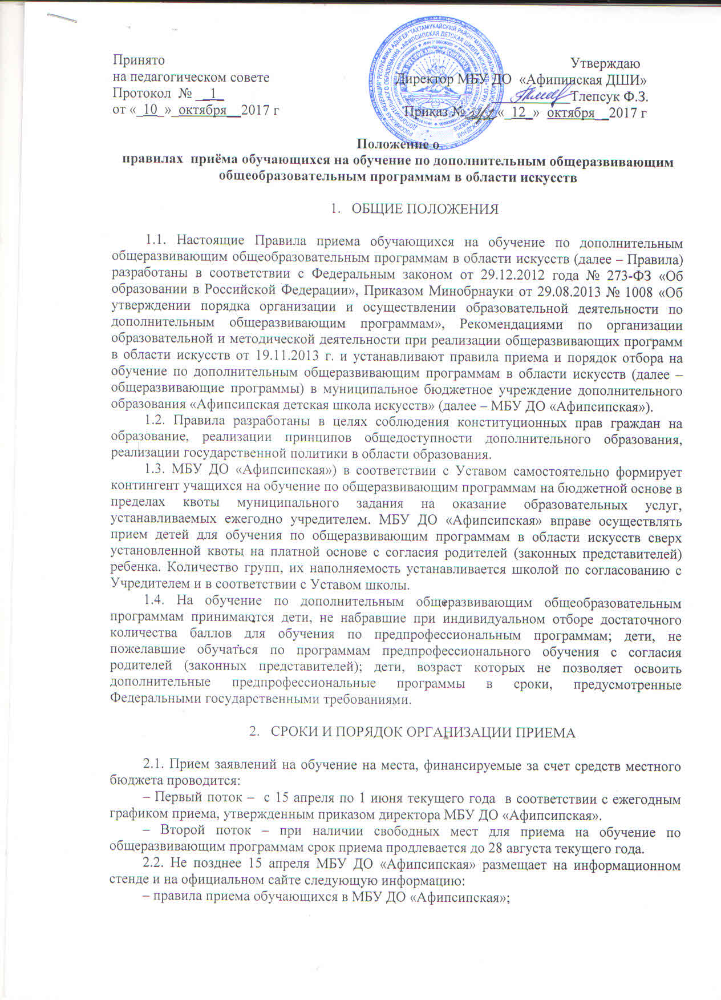 Принято Утверждаю
на педагогическом совете Директор МБУ ДО «Афипипская ДШИ»
Протокол № __1_ Тлепсук Ф.З.
от «_10_»_октября__2017 г Приказ № «_12_» октября__2017 г
Положение о
правилах приёма обучающихся на обучение по дополнительным общеразвивающим
общеобразовательным программам в области искусств
1. ОБЩИЕ ПОЛОЖЕНИЯ
1.1. Настоящие Правила приема обучающихся на обучение по дополнительным
общеразвивающим общеобразовательным программам в области искусств (далее – Правила)
разработаны в соответствии с Федеральным законом от 29.12.2012 года № 273-ФЗ «Об
образовании в Российской Федерации», Приказом Минобрнауки от 29.08.2013 № 1008 «Об
утверждении порядка организации и осуществлении образовательной деятельности по
дополнительным общеразвивающим программам», Рекомендациями по организации
образовательной и методической деятельности при реализации общеразвивающих программ
в области искусств от 19.11.2013 г. и устанавливают правила приема и порядок отбора на
обучение по дополнительным общеразвивающим программам в области искусств (далее –
общеразвивающие программы) в муниципальное бюджетное учреждение дополнительного
образования «Афипсипская детская школа искусств» (далее – МБУ ДО «Афипсипская»).
1.2. Правила разработаны в целях соблюдения конституционных прав граждан на
образование, реализации принципов общедоступности дополнительного образования,
реализации государственной политики в области образования.
1.3. МБУ ДО «Афипсипская») в соответствии с Уставом самостоятельно формирует
контингент учащихся на обучение по общеразвивающим программам на бюджетной основе в
пределах квоты муниципального задания на оказание образовательных услуг,
устанавливаемых ежегодно учредителем. МБУ ДО «Афипсипская» вправе осуществлять
прием детей для обучения по общеразвивающим программам в области искусств сверх
установленной квоты на платной основе с согласия родителей (законных представителей)
ребенка. Количество групп, их наполняемость устанавливается школой по согласованию с
Учредителем и в соответствии с Уставом школы.
1.4. На обучение по дополнительным общеразвивающим общеобразовательным
программам принимаются дети, не набравшие при индивидуальном отборе достаточного
количества баллов для обучения по предпрофессиональным программам; дети, не
пожелавшие обучаться по программам предпрофессионального обучения с согласия
родителей (законных представителей); дети, возраст которых не позволяет освоить
дополнительные предпрофессиональные программы в сроки, предусмотренные
Федеральными государственными требованиями.
2. СРОКИ И ПОРЯДОК ОРГАНИЗАЦИИ ПРИЕМА
2.1. Прием заявлений на обучение на места, финансируемые за счет средств местного
бюджета проводится:
– Первый поток – с 15 апреля по 1 июня текущего года в соответствии с ежегодным
графиком приема, утвержденным приказом директора МБУ ДО «Афипсипская».
– Второй поток – при наличии свободных мест для приема на обучение по
общеразвивающим программам срок приема продлевается до 28 августа текущего года.
2.2. Не позднее 15 апреля МБУ ДО «Афипсипская» размещает на информационном
стенде и на официальном сайте следующую информацию:
– правила приема обучающихся в МБУ ДО «Афипсипская»;